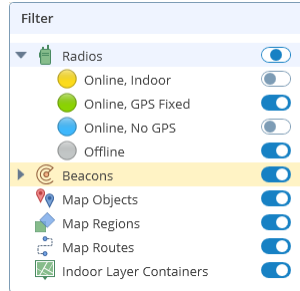 Filter
Radios
Online, Indoor
Online, GPS Fixed
Online, No GPS
Offline
Beacons
Map Objects
Map Regions
Map Routes
Indoor Layer Containers